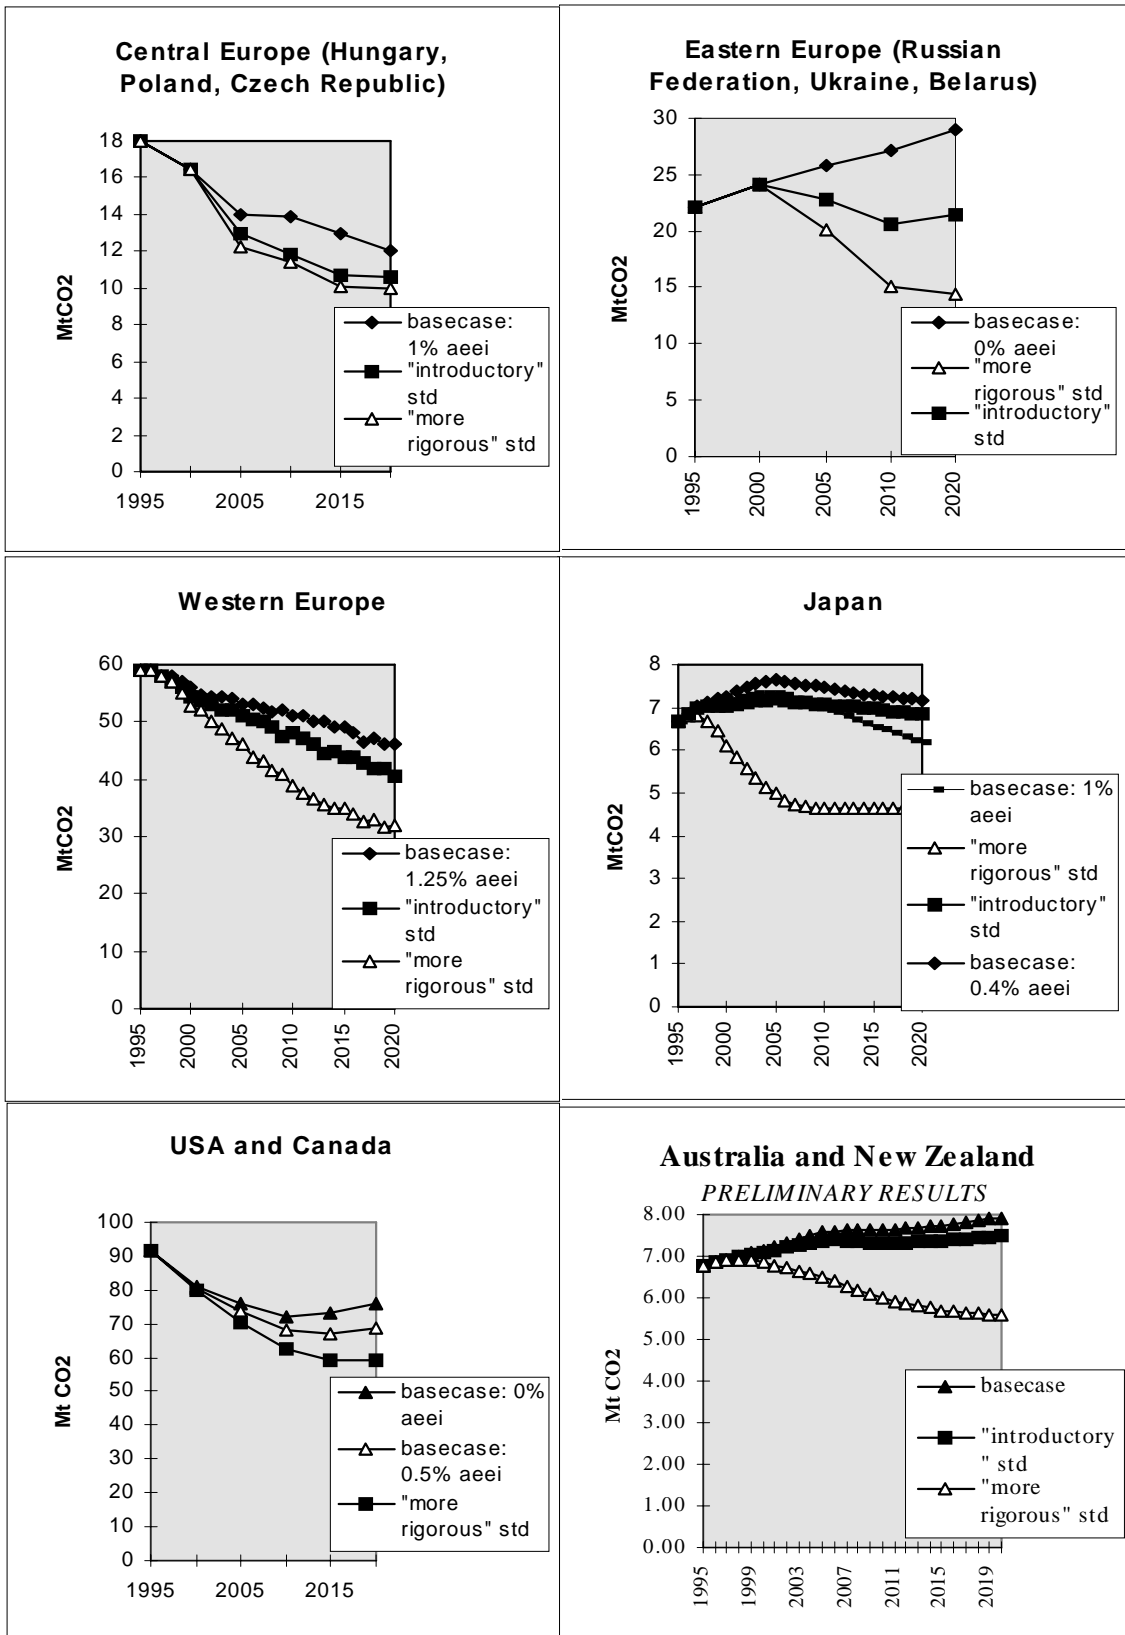 Central Europe (Hungary,
Poland, Czech Republic)
18
16
14
12
10
8
6
4
2
0
MtCO2
1995
2005
2015
basecase:
1% aeei
"introductory"
std
"more
rigorous" std
Eastern Europe (Russian
Federation, Ukraine, Belarus)
30
25
20
15
10
5
0
MtCO2
1995
2000
2005
2010
2020
basecase:
0% aeei
"more
rigorous" std
"introductory"
std
Western Europe
60
50
40
30
20
10
0
MtCO2
1995
2000
2005
2010
2015
2020
basecase:
1.25% aeei
"introductory"
std
"more
rigorous" std
Japan
8
7
6
5
4
3
2
1
0
MtCO2
1995
2000
2005
2010
2015
2020
basecase: 1%
aeei
"more
rigorous" std
"introductory"
std
basecase:
0.4% aeei
USA and Canada
100
90
80
70
60
50
40
30
20
10
0
Mt CO2
1995
2005
2015
basecase: 0%
aeei
basecase:
0.5% aeei
"more
rigorous" std
Australia and New Zealand
PRELIMINARY RESULTS
8.00
7.00
6.00
5.00
4.00
3.00
2.00
1.00
0.00
Mt CO2
1995
1999
2003
2007
2011
2015
2019
basecase
"introductory
" std
"more
rigorous" std